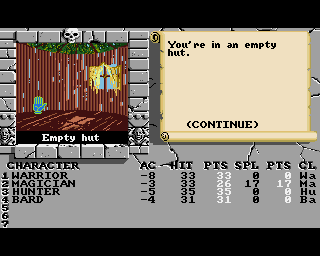 You're in an empty
hut.
(CONTINUE)
Empty hut
CHARACTER AC HIT PTS SPL PTS CL
1 WARRIOR -8 33 33 0 0 Wa
2 MAGICIAN -3 33 26 17 17 Ma
3 HUNTER -5 35 35 0 0 Hu
4 BARD -4 31 31 0 0 Ba
5
6
7